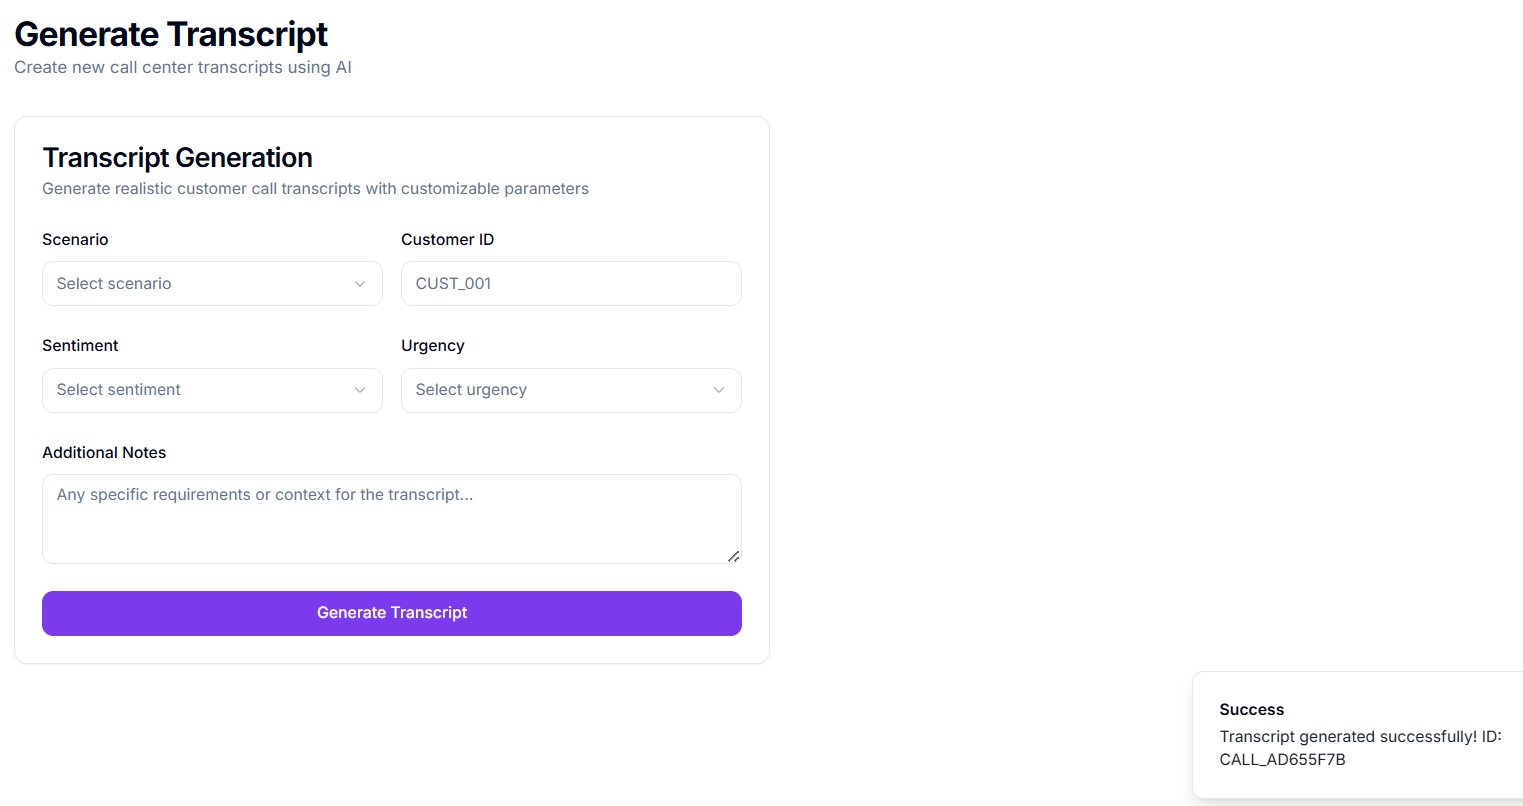 Generate Transcript
Create new call center transcripts using AI
Transcript Generation
Generate realistic customer call transcripts with customizable parameters
Scenario
Select scenario
Customer ID
CUST_001
Sentiment
Select sentiment
Urgency
Select urgency
Additional Notes
Any specific requirements or context for the transcript...
Generate Transcript
Success
Transcript generated successfully! ID:
CALL_AD655F7B